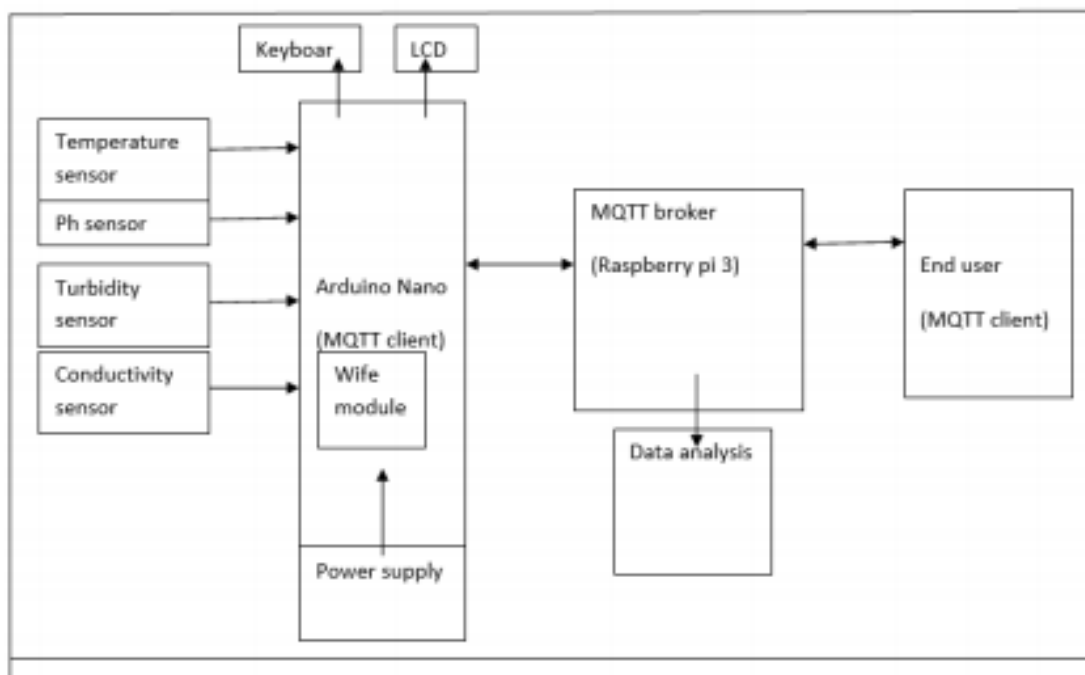 Keyboar
LCD
Temperature
sensor
Ph sensor
Turbidity
sensor
Conductivity
sensor
Arduino Nano
(MQTT client)
Wife
module
Power supply
MQTT broker
(Raspberry pi 3)
Data analysis
End user
(MQTT client)